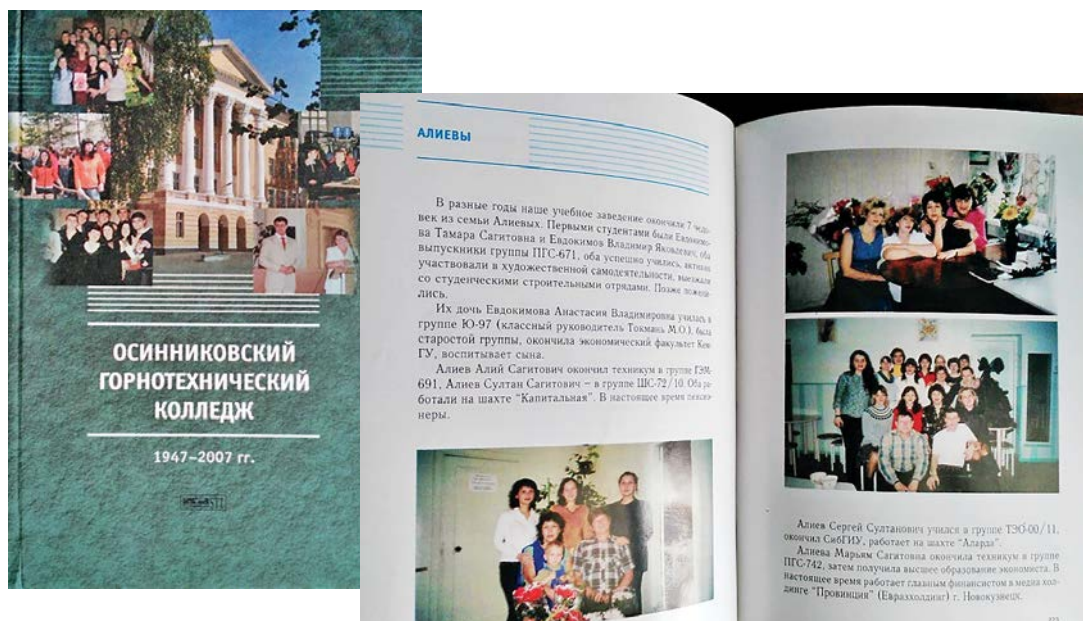 ОСИННИКОВСКИЙ
ГОРНОТЕХНИЧЕСКИЙ
КОЛЛЕДЖ
1947–2007 гг.
АЛИЕВЫ
В разные годы наше учебное заведение окончили 7 чело-
век из семьи Алиевых. Первыми студентами были Евдокимо-
ва Тамара Сагитовна и Евдокимов Владимир Яковлевич; оба
выпускники группы ПГС-671, оба успешно учились, активно
участвовали в художественной самодеятельности, выезжали
со студенческими строительными отрядами. Позже пожени-
лись.
Их дочь Евдокимова Анастасия Владимировна училась в
группе Ю-97 (классный руководитель Токмань М.О.), была
старостой группы, окончила экономический факультет Кем
ГУ, воспитывает сына.
Алиев Алий Сагитович окончил техникум в группе ГЭМ-
691, Алиев Султан Сагитович – в группе ШС-72/10. Оба ра-
ботали на шахте "Капитальная". В настоящее время пенсио-
неры.
Алиев Сергей Султанович учился в группе ТЭО-00/11,
окончил СибГИУ, работает на шахте "Аларда".
Алиева Марьям Сагитовна окончила техникум в группе
ПГС-742, затем получила высшее образование экономиста. В
настоящее время работает главным финансистом в медиа хол-
динге "Провинция" (Евразхолдинг) г. Новокузнецк.